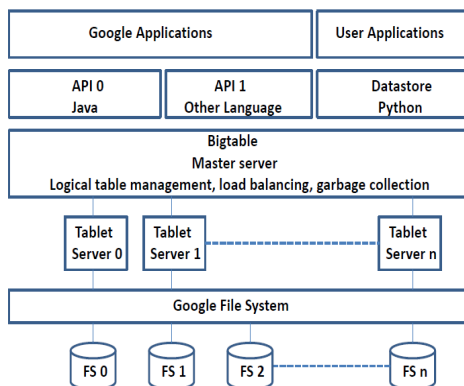 Google Applications
User Applications
API 0
Java
API 1
Other Language
Datastore
Python
Bigtable
Master server
Logical table management, load balancing, garbage collection
Tablet
Server 0
Tablet
Server 1
Tablet
Server n
Google File System
FS 0
FS 1
FS 2
FS n